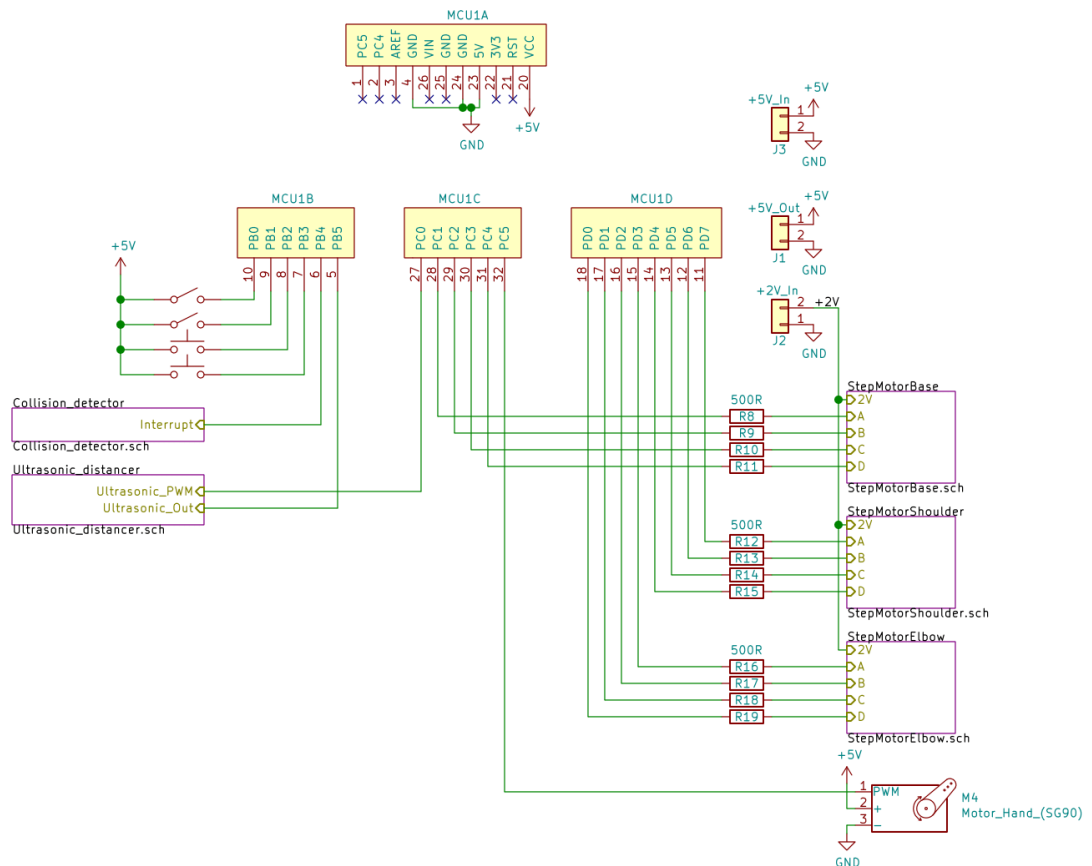 MCU1A
PC5 PC4 AREF GND VIN GND GND 5V 3V3 RST VCC
1 2 3 4 26 25 24 23 22 21 20
+5V
GND
+5V_In
+5V
1
2
J3
GND
MCU1B
PB0 PB1 PB2 PB3 PB4 PB5
10 9 8 7 6 5
+5V
MCU1C
PC0 PC1 PC2 PC3 PC4 PC5
27 28 29 30 31 32
MCU1D
PD0 PD1 PD2 PD3 PD4 PD5 PD6 PD7
18 17 16 15 14 13 12 11
+5V_Out
+5V
1
2
J1
GND
+2V_In
2 +2V
1
J2
GND
Collision_detector
Interrupt
Collision_detector.sch
Ultrasonic_distancer
Ultrasonic_PWM
Ultrasonic_Out
Ultrasonic_distancer.sch
StepMotorBase
500R 2V
R8 A
R9 B
R10 C
R11 D
StepMotorBase.sch
StepMotorShoulder
500R 2V
R12 A
R13 B
R14 C
R15 D
StepMotorShoulder.sch
StepMotorElbow
500R 2V
R16 A
R17 B
R18 C
R19 D
StepMotorElbow.sch
+5V
1 PWM
2 +
3 −
M4
Motor_Hand_(SG90)
GND